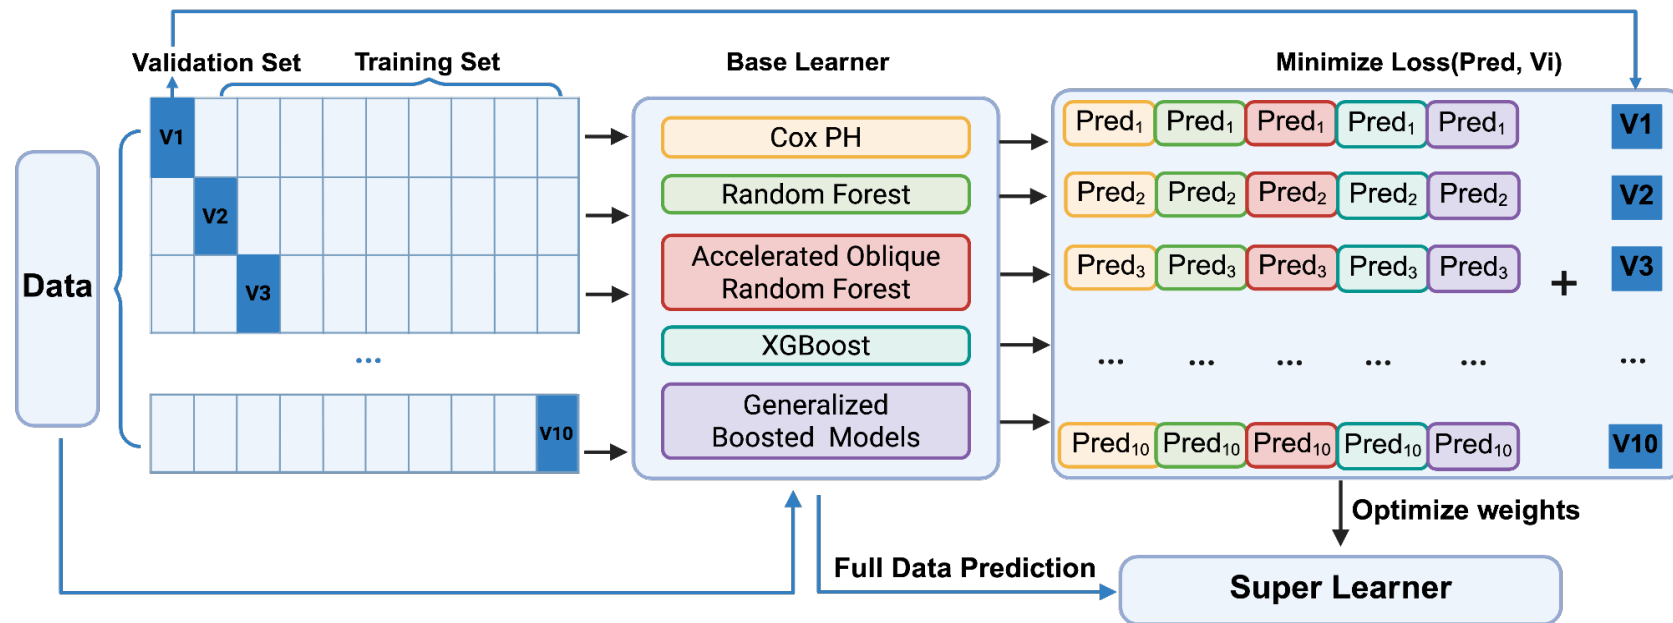 Validation Set
Training Set
Base Learner
Minimize Loss(Pred, Vi)
Data
V1
V2
V3
...
V10
Cox PH
Random Forest
Accelerated Oblique
Random Forest
XGBoost
Generalized
Boosted Models
Pred₁ Pred₁ Pred₁ Pred₁ Pred₁ V1
Pred₂ Pred₂ Pred₂ Pred₂ Pred₂ V2
Pred₃ Pred₃ Pred₃ Pred₃ Pred₃ + V3
... ... ... ... ... ...
Pred₁₀ Pred₁₀ Pred₁₀ Pred₁₀ Pred₁₀ V10
Optimize weights
Full Data Prediction
Super Learner